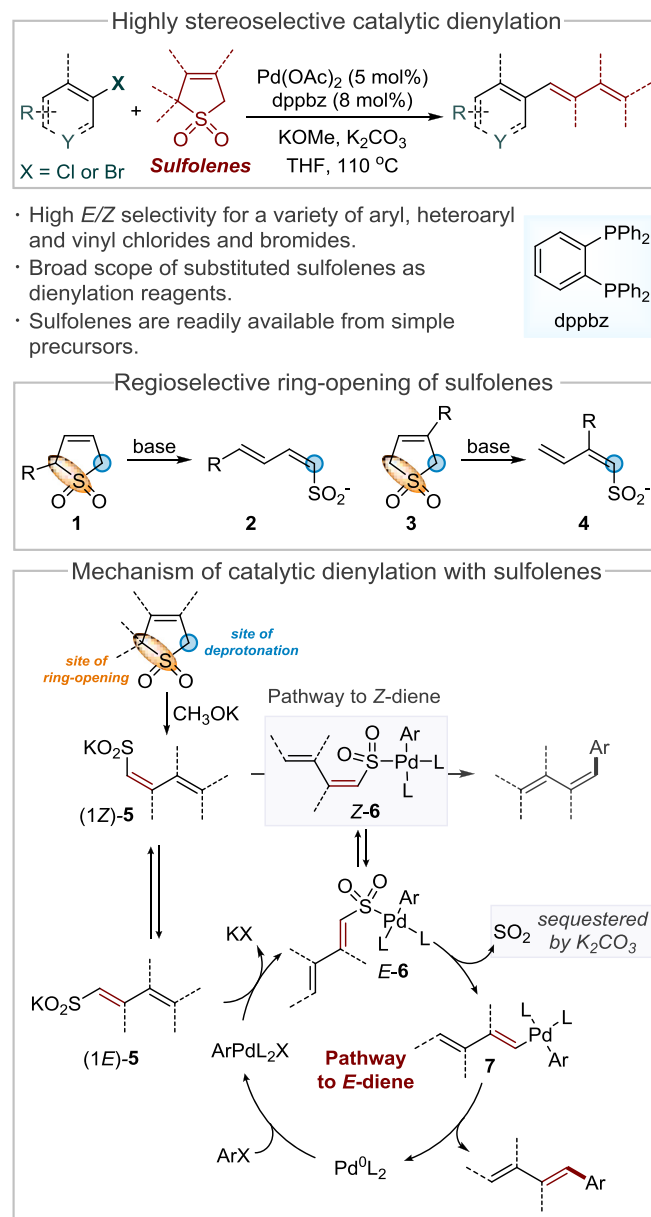 Highly stereoselective catalytic dienylation
X
R
Y
X = Cl or Br
+
S
O O
Sulfolenes
Pd(OAc)₂ (5 mol%)
dppbz (8 mol%)
KOMe, K₂CO₃
THF, 110 °C
R
Y
· High E/Z selectivity for a variety of aryl, heteroaryl
and vinyl chlorides and bromides.
· Broad scope of substituted sulfolenes as
dienylation reagents.
· Sulfolenes are readily available from simple
precursors.
PPh₂
PPh₂
dppbz
Regioselective ring-opening of sulfolenes
R
S
O O
1
base
R
SO₂⁻
2
R
S
O O
3
base
R
SO₂⁻
4
Mechanism of catalytic dienylation with sulfolenes
site of
deprotonation
site of
ring-opening
S
O O
CH₃OK
Pathway to Z-diene
KO₂S
(1Z)-5
O
O
S
Ar
Pd
L
L
Z-6
Ar
O
O
S
Ar
Pd
L
L
E-6
KX
SO₂
sequestered
by K₂CO₃
KO₂S
(1E)-5
ArPdL₂X
Pathway
to E-diene
L
L
Pd
Ar
7
ArX
Pd⁰L₂
Ar